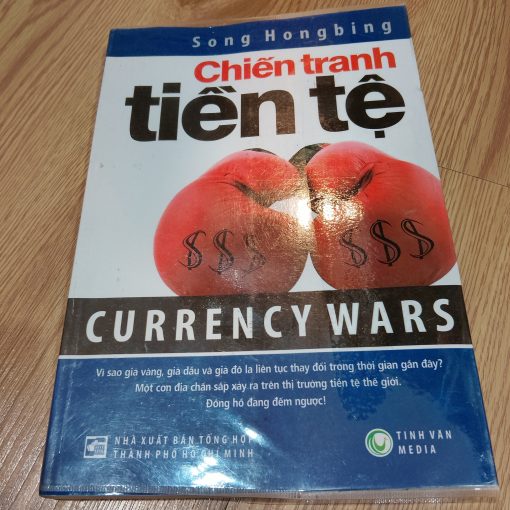 Song Hongbing
Chiến tranh
tiền tệ
$$$ $$$
CURRENCY WARS
Vì sao giá vàng, giá dầu và giá đô la liên tục thay đổi trong thời gian gần đây?
Một cơn địa chấn sắp xảy ra trên thị trường tiền tệ thế giới.
Đồng hồ đang đếm ngược!
NHÀ XUẤT BẢN TỔNG HỢP
THÀNH PHỐ HỒ CHÍ MINH
TINH VAN
MEDIA